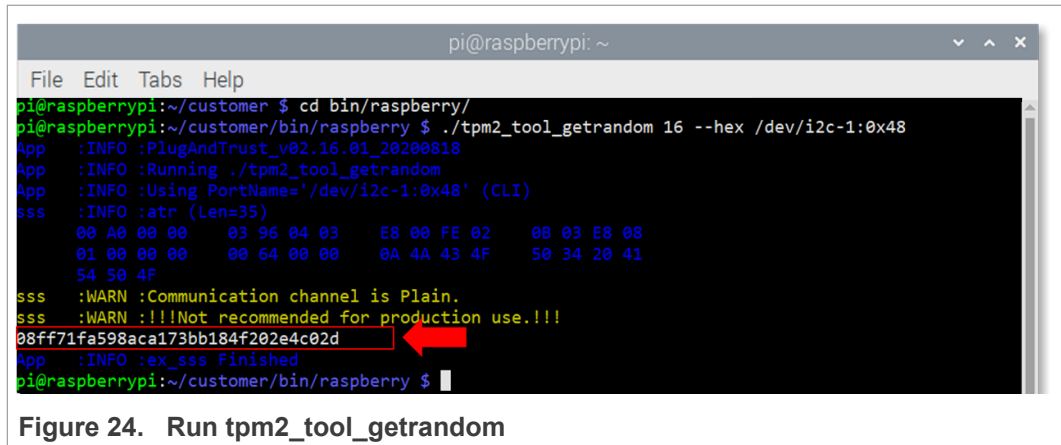 pi@raspberrypi: ~
File Edit Tabs Help
pi@raspberrypi:~/customer $ cd bin/raspberry/
pi@raspberrypi:~/customer/bin/raspberry $ ./tpm2_tool_getrandom 16 --hex /dev/i2c-1:0x48
App :INFO :PlugAndTrust_v02.16.01_20200818
App :INFO :Running ./tpm2_tool_getrandom
App :INFO :Using PortName='/dev/i2c-1:0x48' (CLI)
sss :INFO :atr (Len=35)
00 A0 00 00 03 96 04 03 E8 00 FE 02 0B 03 E8 08
01 00 00 00 00 64 00 00 0A 4A 43 4F 50 34 20 41
54 50 4F
sss :WARN :Communication channel is Plain.
sss :WARN :!!!Not recommended for production use.!!!
08ff71fa598aca173bb184f202e4c02d
App :INFO :ex_sss Finished
pi@raspberrypi:~/customer/bin/raspberry $
Figure 24. Run tpm2_tool_getrandom